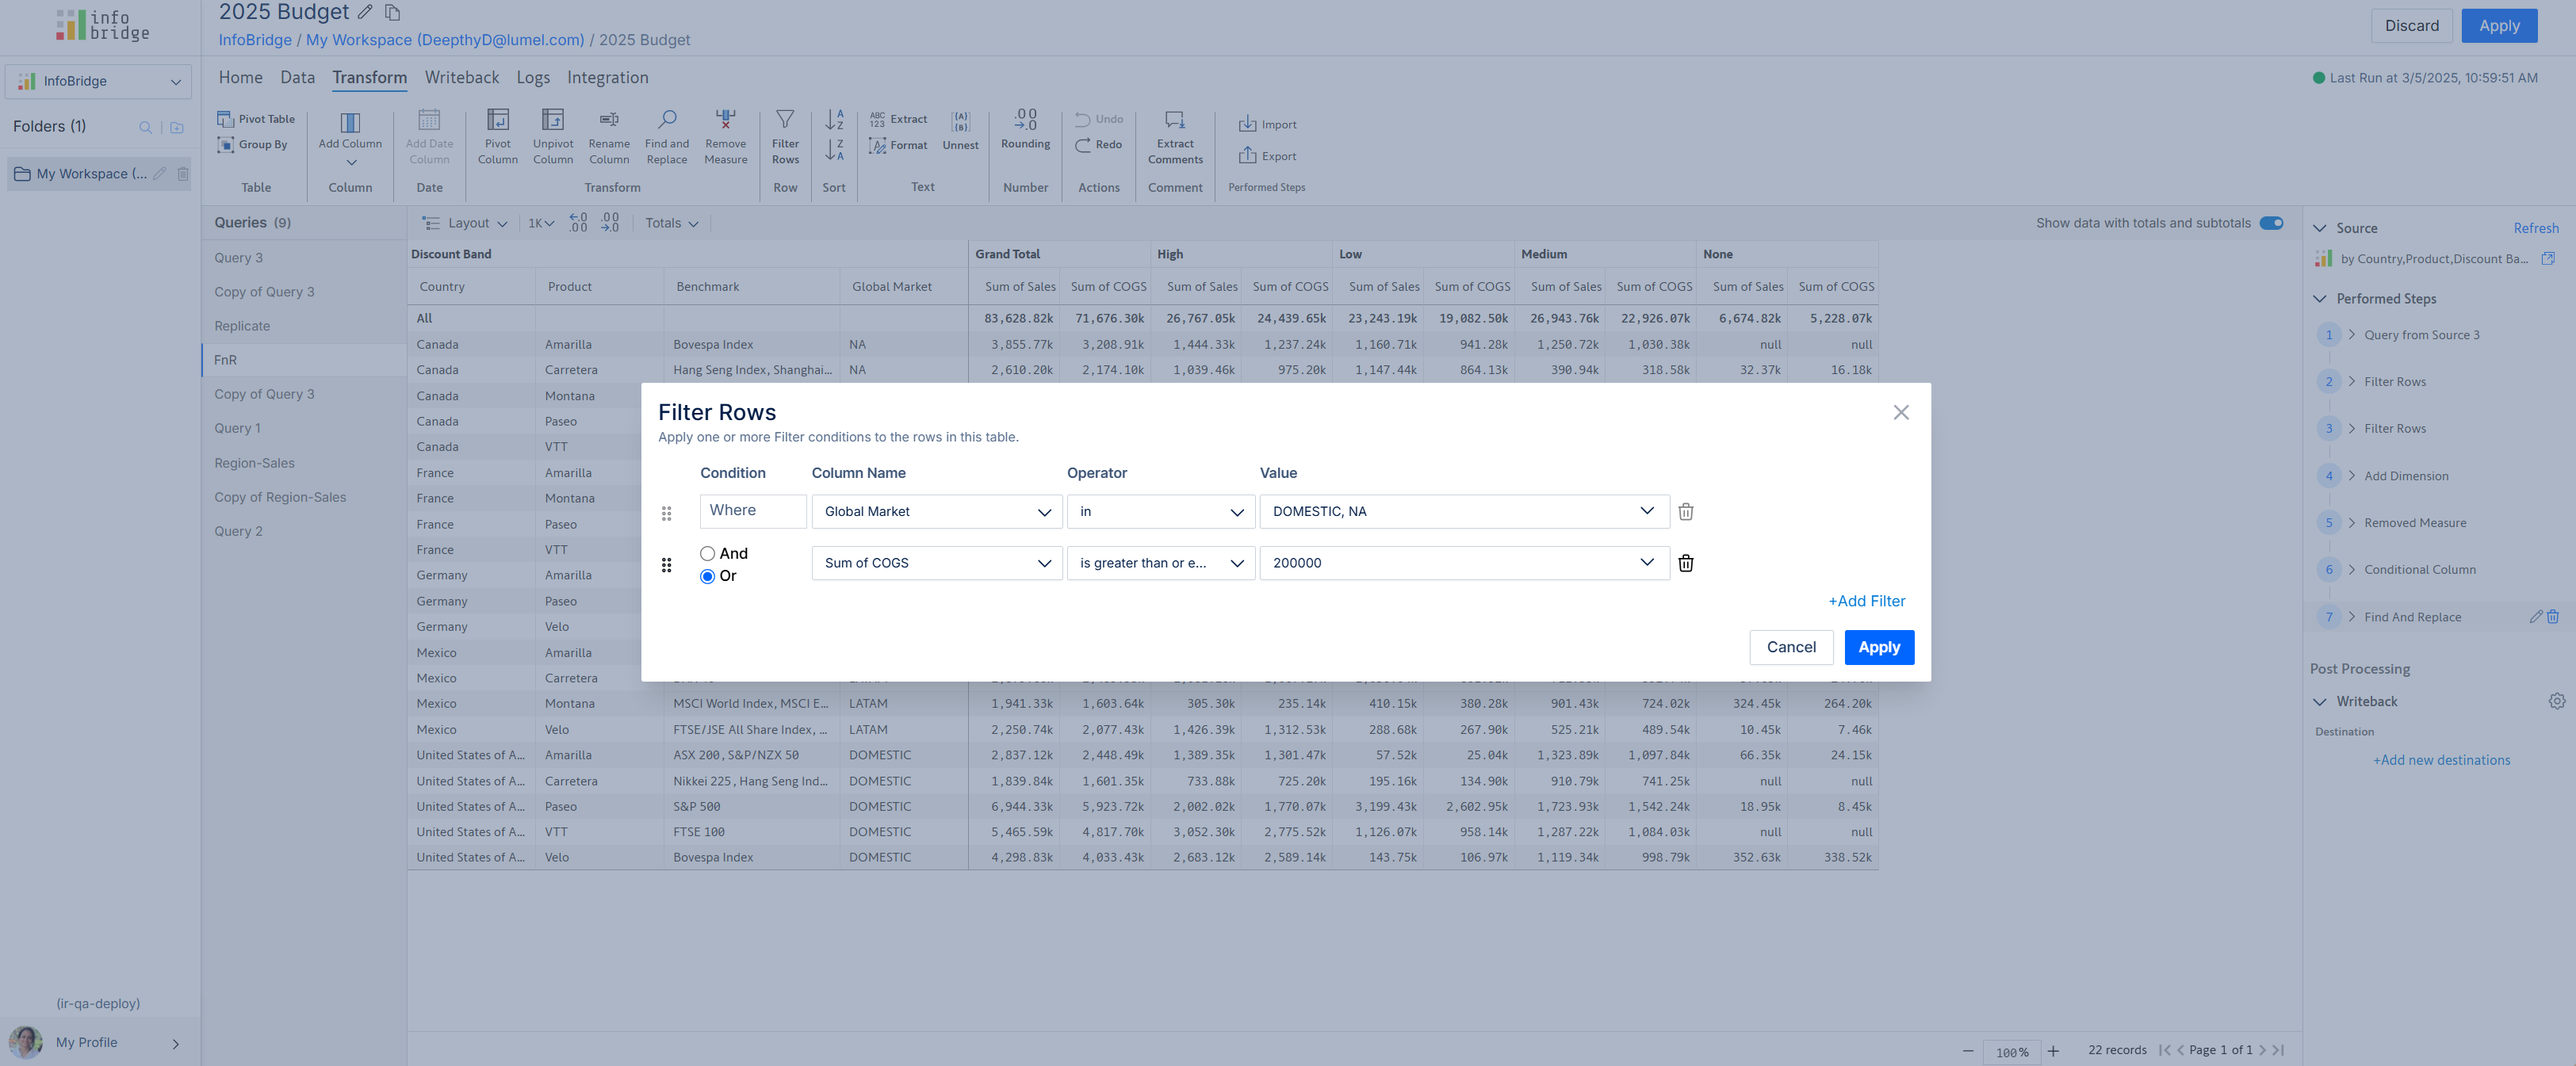 info
bridge
2025 Budget
InfoBridge / My Workspace (DeepthyD@lumel.com) / 2025 Budget
Discard
Apply
InfoBridge
Home Data Transform Writeback Logs Integration
Last Run at 3/5/2025, 10:59:51 AM
Folders (1)
My Workspace (...
Pivot Table
Group By
Table
Add Column
Column
Add Date Column
Date
Pivot Column
Unpivot Column
Rename Column
Find and Replace
Remove Measure
Transform
Filter Rows
Row
Sort
Extract
Format
Unnest
Text
Rounding
Number
Undo
Redo
Actions
Extract Comments
Comment
Import
Export
Performed Steps
Queries (9)
Query 3
Copy of Query 3
Replicate
FnR
Copy of Query 3
Query 1
Region-Sales
Copy of Region-Sales
Query 2
Layout 1K Totals
Show data with totals and subtotals
Discount Band Grand Total High Low Medium None
Country Product Benchmark Global Market Sum of Sales Sum of COGS Sum of Sales Sum of COGS Sum of Sales Sum of COGS Sum of Sales Sum of COGS Sum of Sales Sum of COGS
All 83,628.82k 71,676.30k 26,767.05k 24,439.65k 23,243.19k 19,082.50k 26,943.76k 22,926.07k 6,674.82k 5,228.07k
Canada Amarilla Bovespa Index NA 3,855.77k 3,208.91k 1,444.33k 1,237.24k 1,160.71k 941.28k 1,250.72k 1,030.38k null null
Canada Carretera Hang Seng Index, Shanghai... NA 2,610.20k 2,174.10k 1,039.46k 975.20k 1,147.44k 864.13k 390.94k 318.58k 32.37k 16.18k
Canada Montana
Canada Paseo
Canada VTT
France Amarilla
France Montana
France Paseo
France VTT
Germany Amarilla
Germany Paseo
Germany Velo
Mexico Amarilla
Mexico Carretera
Mexico Montana MSCI World Index, MSCI E... LATAM 1,941.33k 1,603.64k 305.30k 235.14k 410.15k 380.28k 901.43k 724.02k 324.45k 264.20k
Mexico Velo FTSE/JSE All Share Index, ... LATAM 2,250.74k 2,077.43k 1,426.39k 1,312.53k 288.68k 267.90k 525.21k 489.54k 10.45k 7.46k
United States of A... Amarilla ASX 200, S&P/NZX 50 DOMESTIC 2,837.12k 2,448.49k 1,389.35k 1,301.47k 57.52k 25.04k 1,323.89k 1,097.84k 66.35k 24.15k
United States of A... Carretera Nikkei 225, Hang Seng Ind... DOMESTIC 1,839.84k 1,601.35k 733.88k 725.20k 195.16k 134.90k 910.79k 741.25k null null
United States of A... Paseo S&P 500 DOMESTIC 6,944.33k 5,923.72k 2,002.02k 1,770.07k 3,199.43k 2,602.95k 1,723.93k 1,542.24k 18.95k 8.45k
United States of A... VTT FTSE 100 DOMESTIC 5,465.59k 4,817.70k 3,052.30k 2,775.52k 1,126.07k 958.14k 1,287.22k 1,084.03k null null
United States of A... Velo Bovespa Index DOMESTIC 4,298.83k 4,033.43k 2,683.12k 2,589.14k 143.75k 106.97k 1,119.34k 998.79k 352.63k 338.52k
Filter Rows
Apply one or more Filter conditions to the rows in this table.
Condition Column Name Operator Value
Where Global Market in DOMESTIC, NA
And
Or
Sum of COGS is greater than or e... 200000
+Add Filter
Cancel Apply
Source Refresh
by Country,Product,Discount Ba...
Performed Steps
1 Query from Source 3
2 Filter Rows
3 Filter Rows
4 Add Dimension
5 Removed Measure
6 Conditional Column
7 Find And Replace
Post Processing
Writeback
Destination
+Add new destinations
(ir-qa-deploy)
My Profile
100% 22 records Page 1 of 1